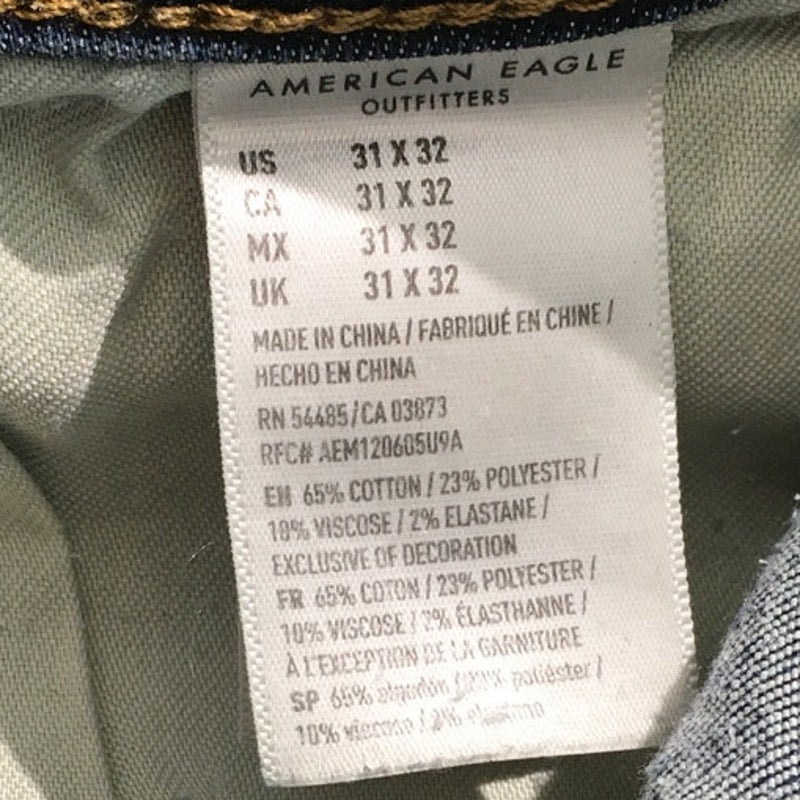 AMERICAN EAGLE
OUTFITTERS
US 31 X 32
CA 31 X 32
MX 31 X 32
UK 31 X 32
MADE IN CHINA / FABRIQUÉ EN CHINE /
HECHO EN CHINA
RN 54485/CA 03873
RFC# AEM120605U9A
EN 65% COTTON / 23% POLYESTER /
10% VISCOSE / 2% ELASTANE /
EXCLUSIVE OF DECORATION
FR 65% COTON / 23% POLYESTER /
10% VISCOSE / 2% ÉLASTHANNE /
À L'EXCEPTION DE LA GARNITURE
SP 65% algodón / 23% poliéster /
10% viscosa / 2% elastano